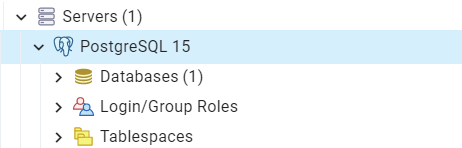 Servers (1)
PostgreSQL 15
Databases (1)
Login/Group Roles
Tablespaces